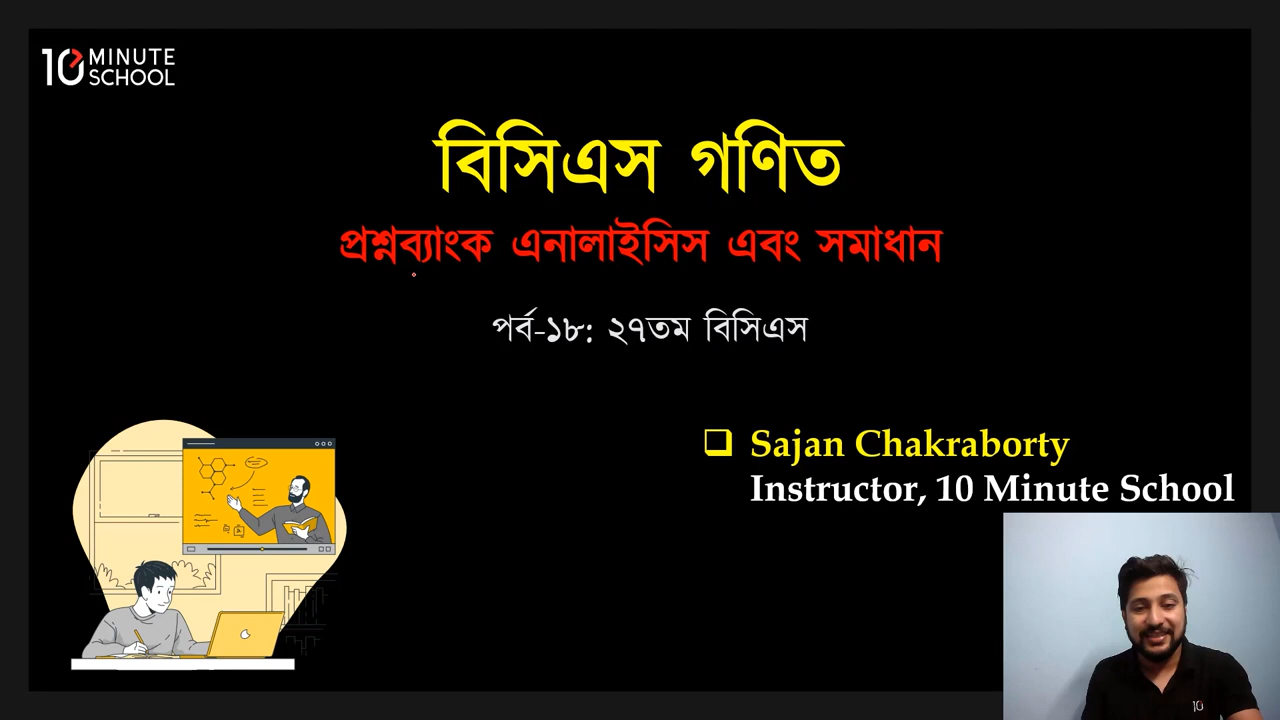 10 MINUTE SCHOOL
বিসিএস গণিত
প্রশ্নব্যাংক এনালাইসিস এবং সমাধান
পর্ব-১৮: ২৭তম বিসিএস
Sajan Chakraborty
Instructor, 10 Minute School
10